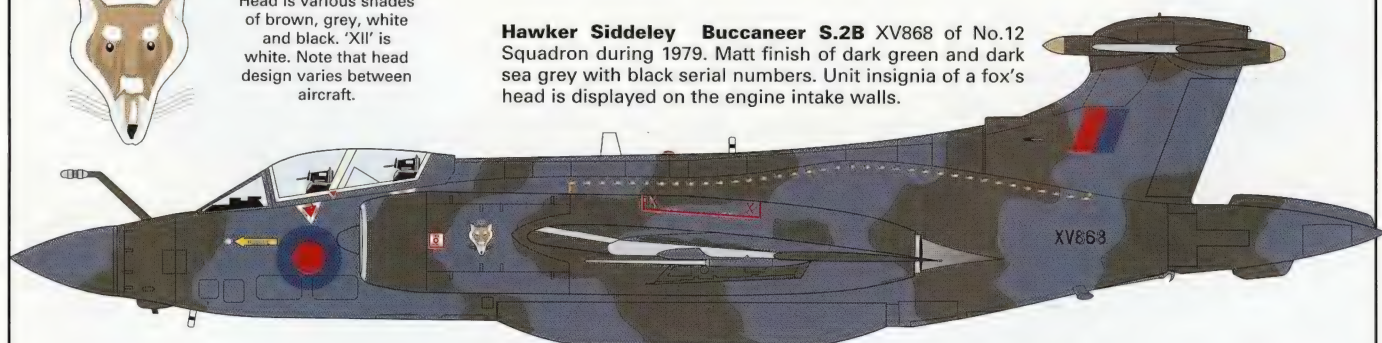 Head is various shades
of brown, grey, white
and black. 'XII' is
white. Note that head
design varies between
aircraft.
Hawker Siddeley Buccaneer S.2B XV868 of No.12
Squadron during 1979. Matt finish of dark green and dark
sea grey with black serial numbers. Unit insignia of a fox's
head is displayed on the engine intake walls.
X X
XV868